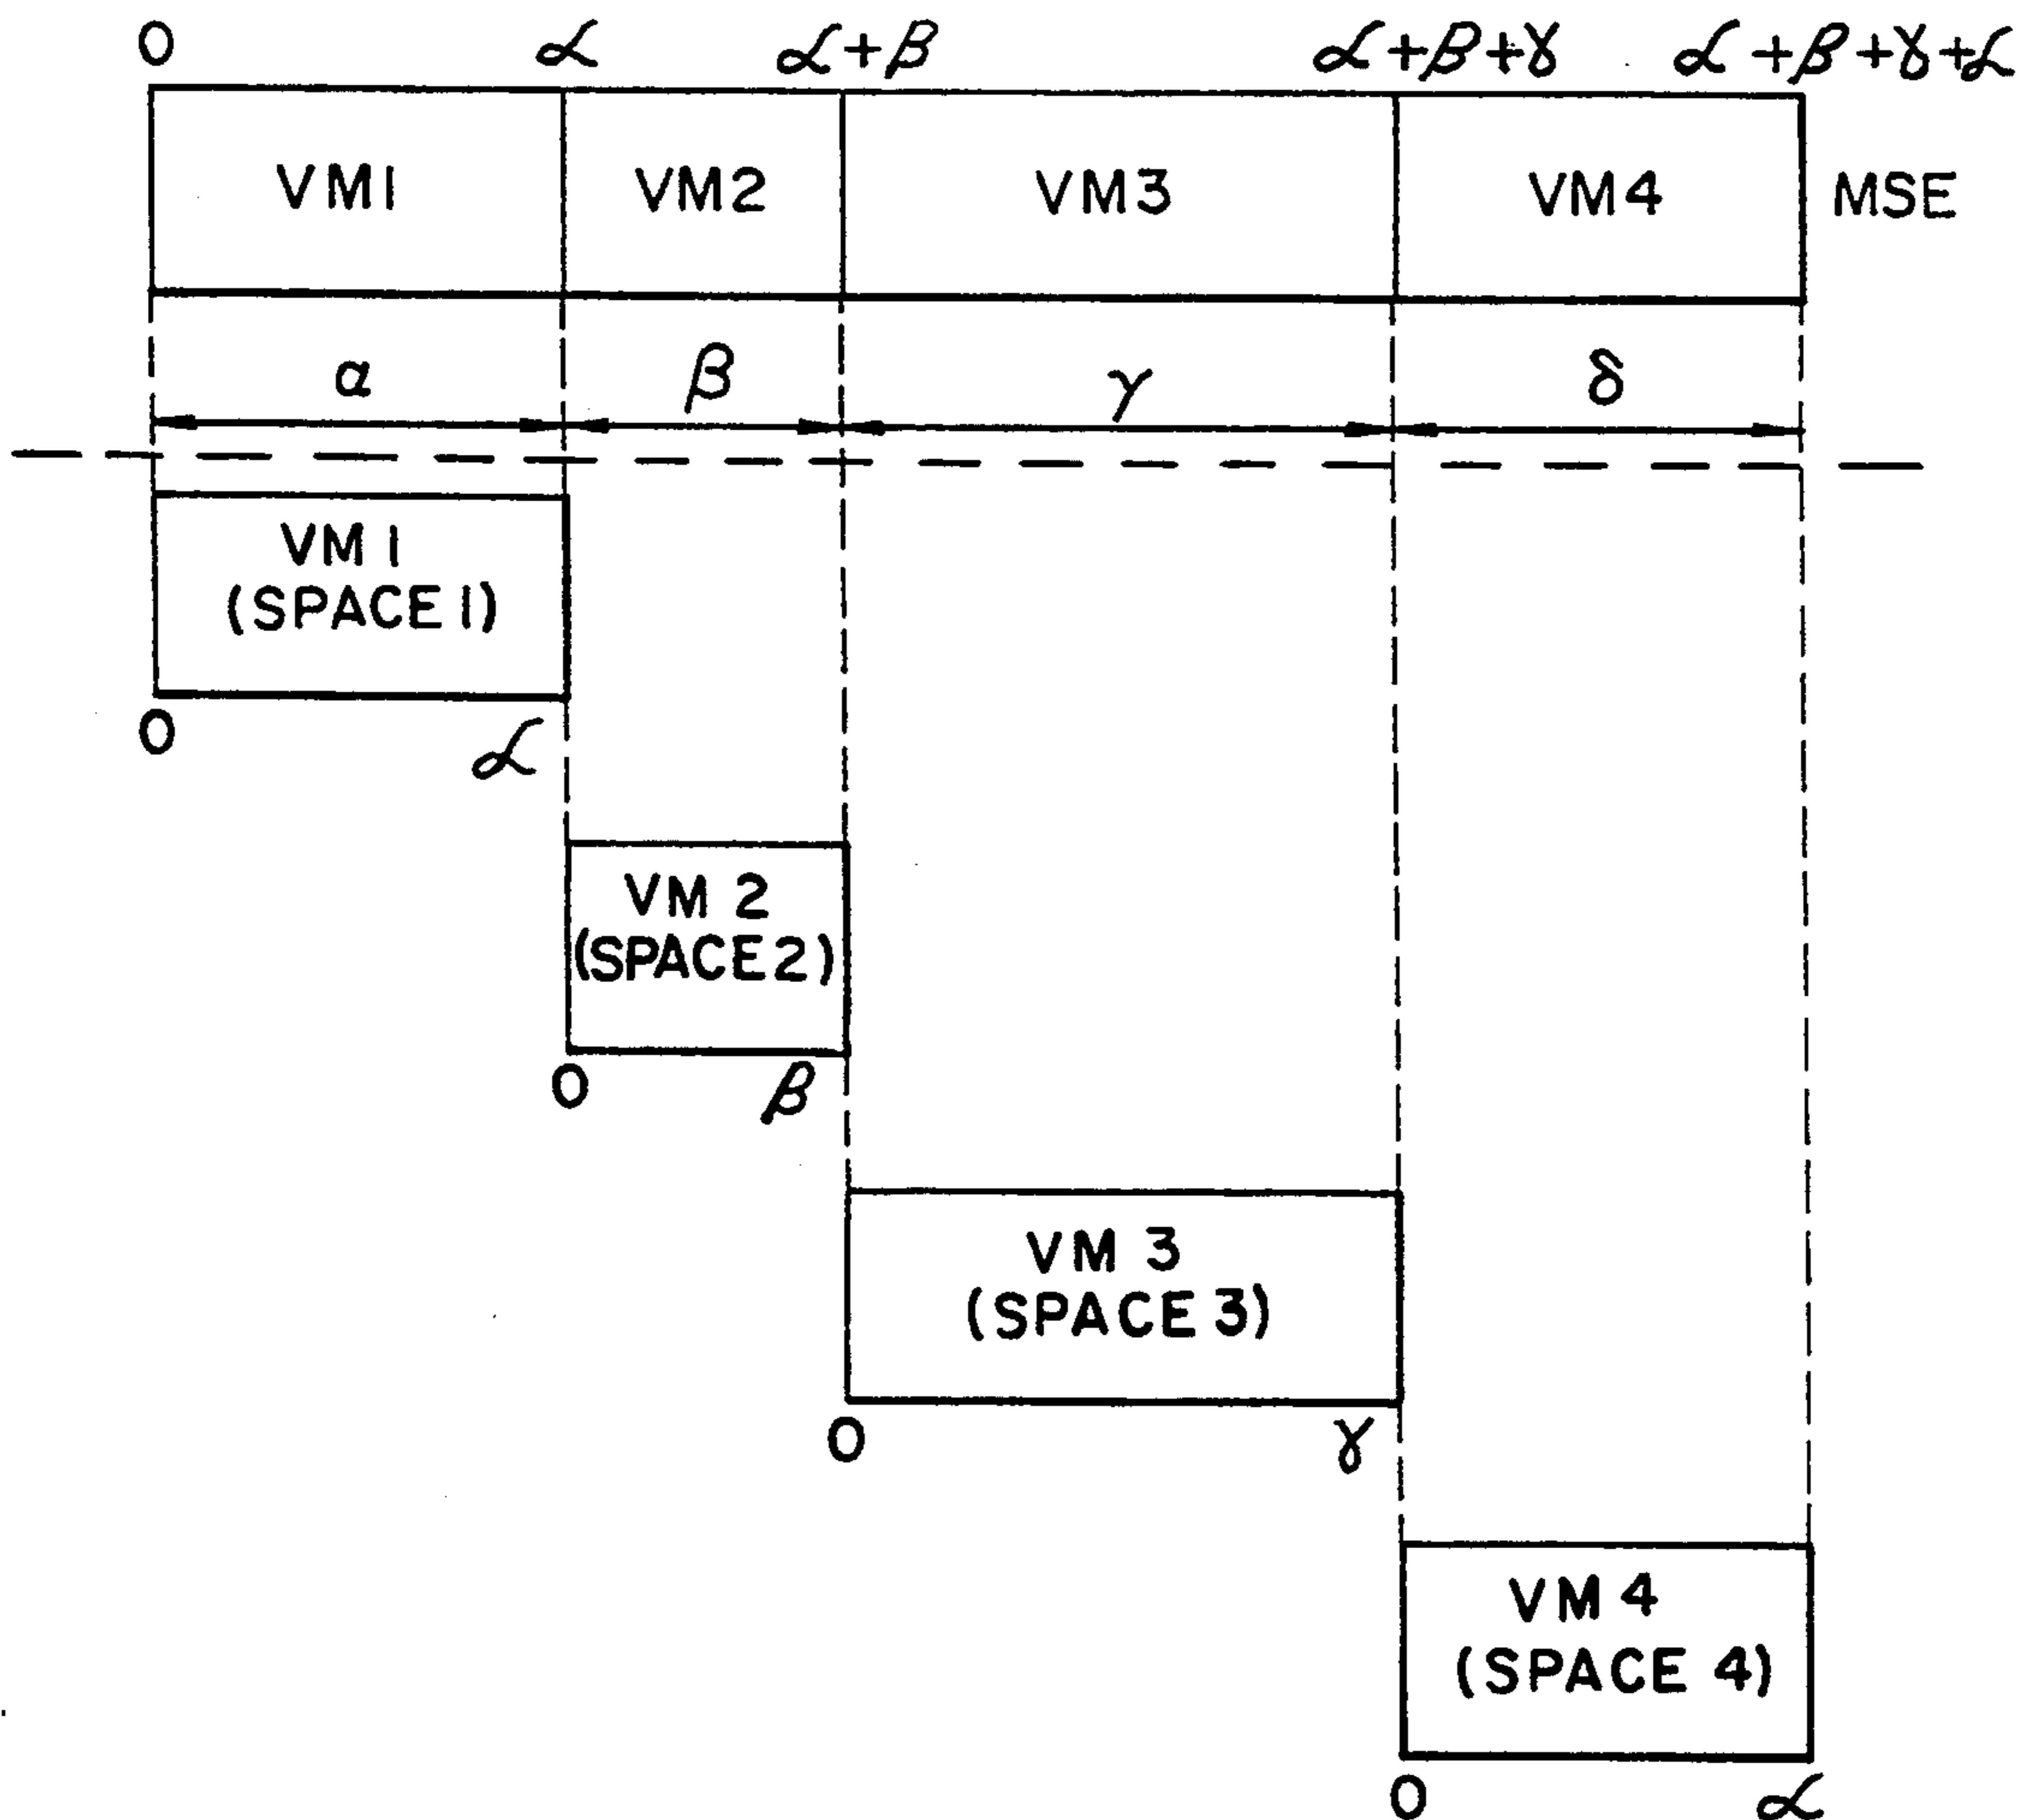 0 α α+β α+β+γ α+β+γ+α
VM1 VM2 VM3 VM4 MSE
α β γ δ
VM 1
(SPACE 1)
0 α
VM 2
(SPACE 2)
0 β
VM 3
(SPACE 3)
0 γ
VM 4
(SPACE 4)
0 α